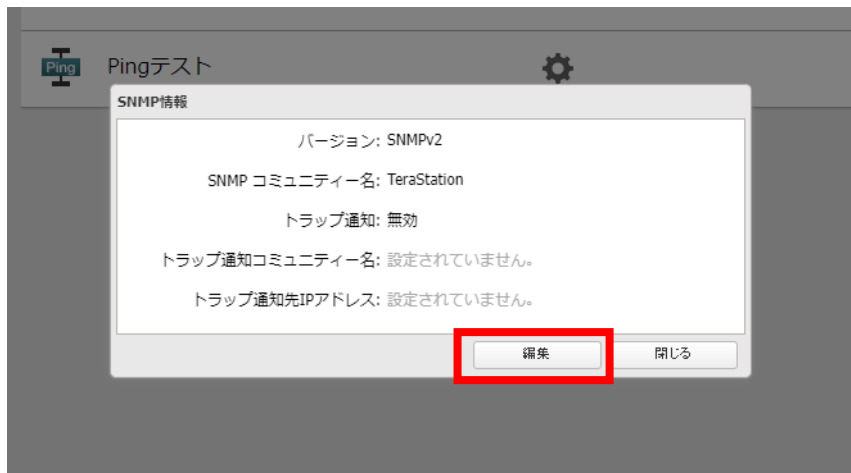 Ping Pingテスト
SNMP情報
バージョン: SNMPv2
SNMP コミュニティー名: TeraStation
トラップ通知: 無効
トラップ通知コミュニティー名: 設定されていません。
トラップ通知先IPアドレス: 設定されていません。
編集 閉じる